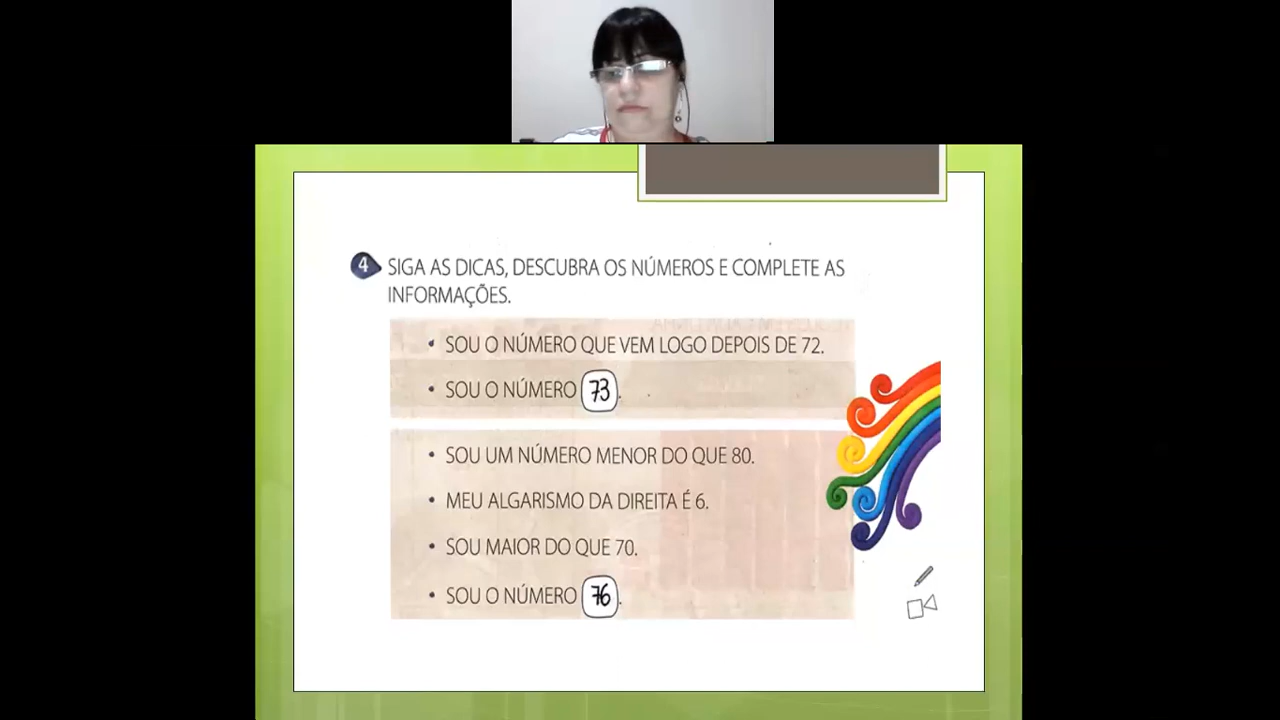 4 SIGA AS DICAS, DESCUBRA OS NÚMEROS E COMPLETE AS
INFORMAÇÕES.
• SOU O NÚMERO QUE VEM LOGO DEPOIS DE 72.
• SOU O NÚMERO 73.
• SOU UM NÚMERO MENOR DO QUE 80.
• MEU ALGARISMO DA DIREITA É 6.
• SOU MAIOR DO QUE 70.
• SOU O NÚMERO 76.